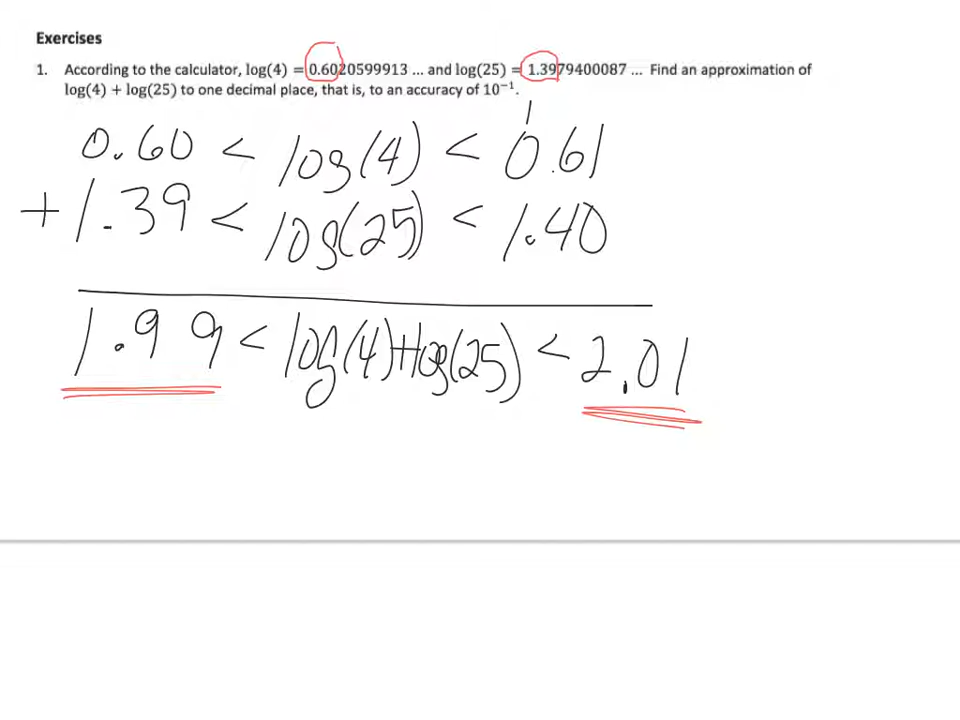 Exercises
1. According to the calculator, log(4) = 0.6020599913 ... and log(25) = 1.3979400087 ... Find an approximation of
log(4) + log(25) to one decimal place, that is, to an accuracy of 10⁻¹.
0.60 < log(4) < 0.61
+1.39 < log(25) < 1.40
1.99 < log(4)+log(25) < 2.01